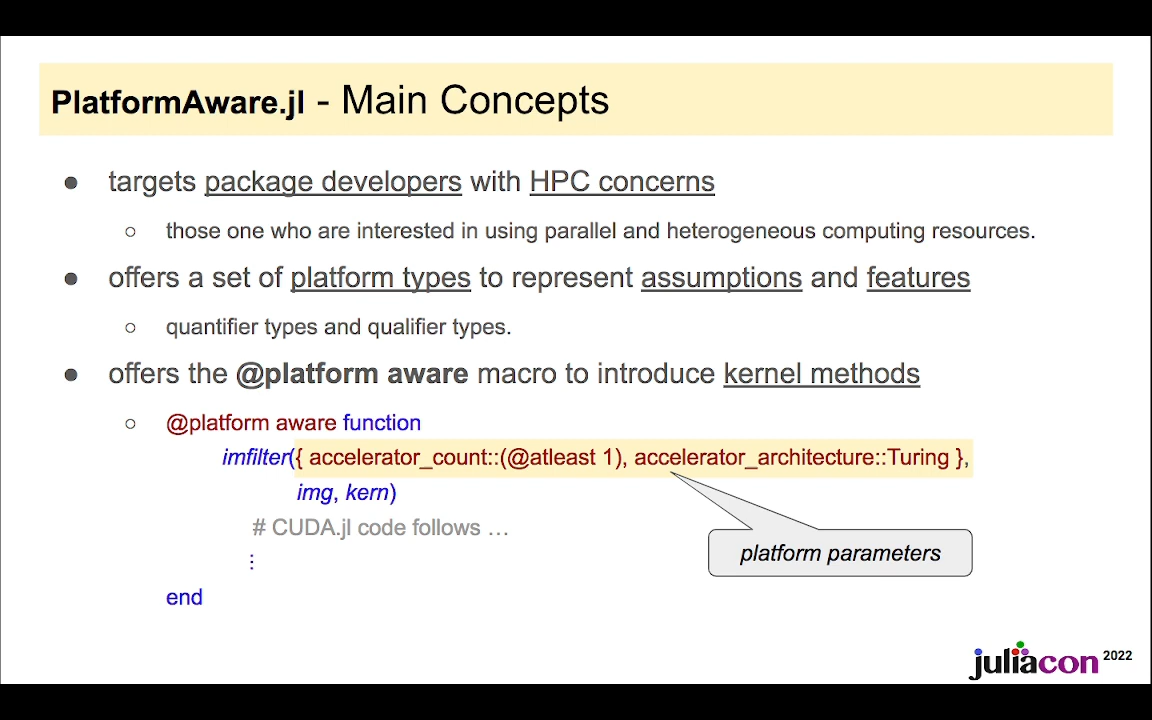 PlatformAware.jl - Main Concepts
● targets package developers with HPC concerns
○ those one who are interested in using parallel and heterogeneous computing resources.
● offers a set of platform types to represent assumptions and features
○ quantifier types and qualifier types.
● offers the @platform aware macro to introduce kernel methods
○ @platform aware function
imfilter({ accelerator_count::(@atleast 1), accelerator_architecture::Turing },
img, kern)
# CUDA.jl code follows …
⋮
platform parameters
end
juliacon 2022